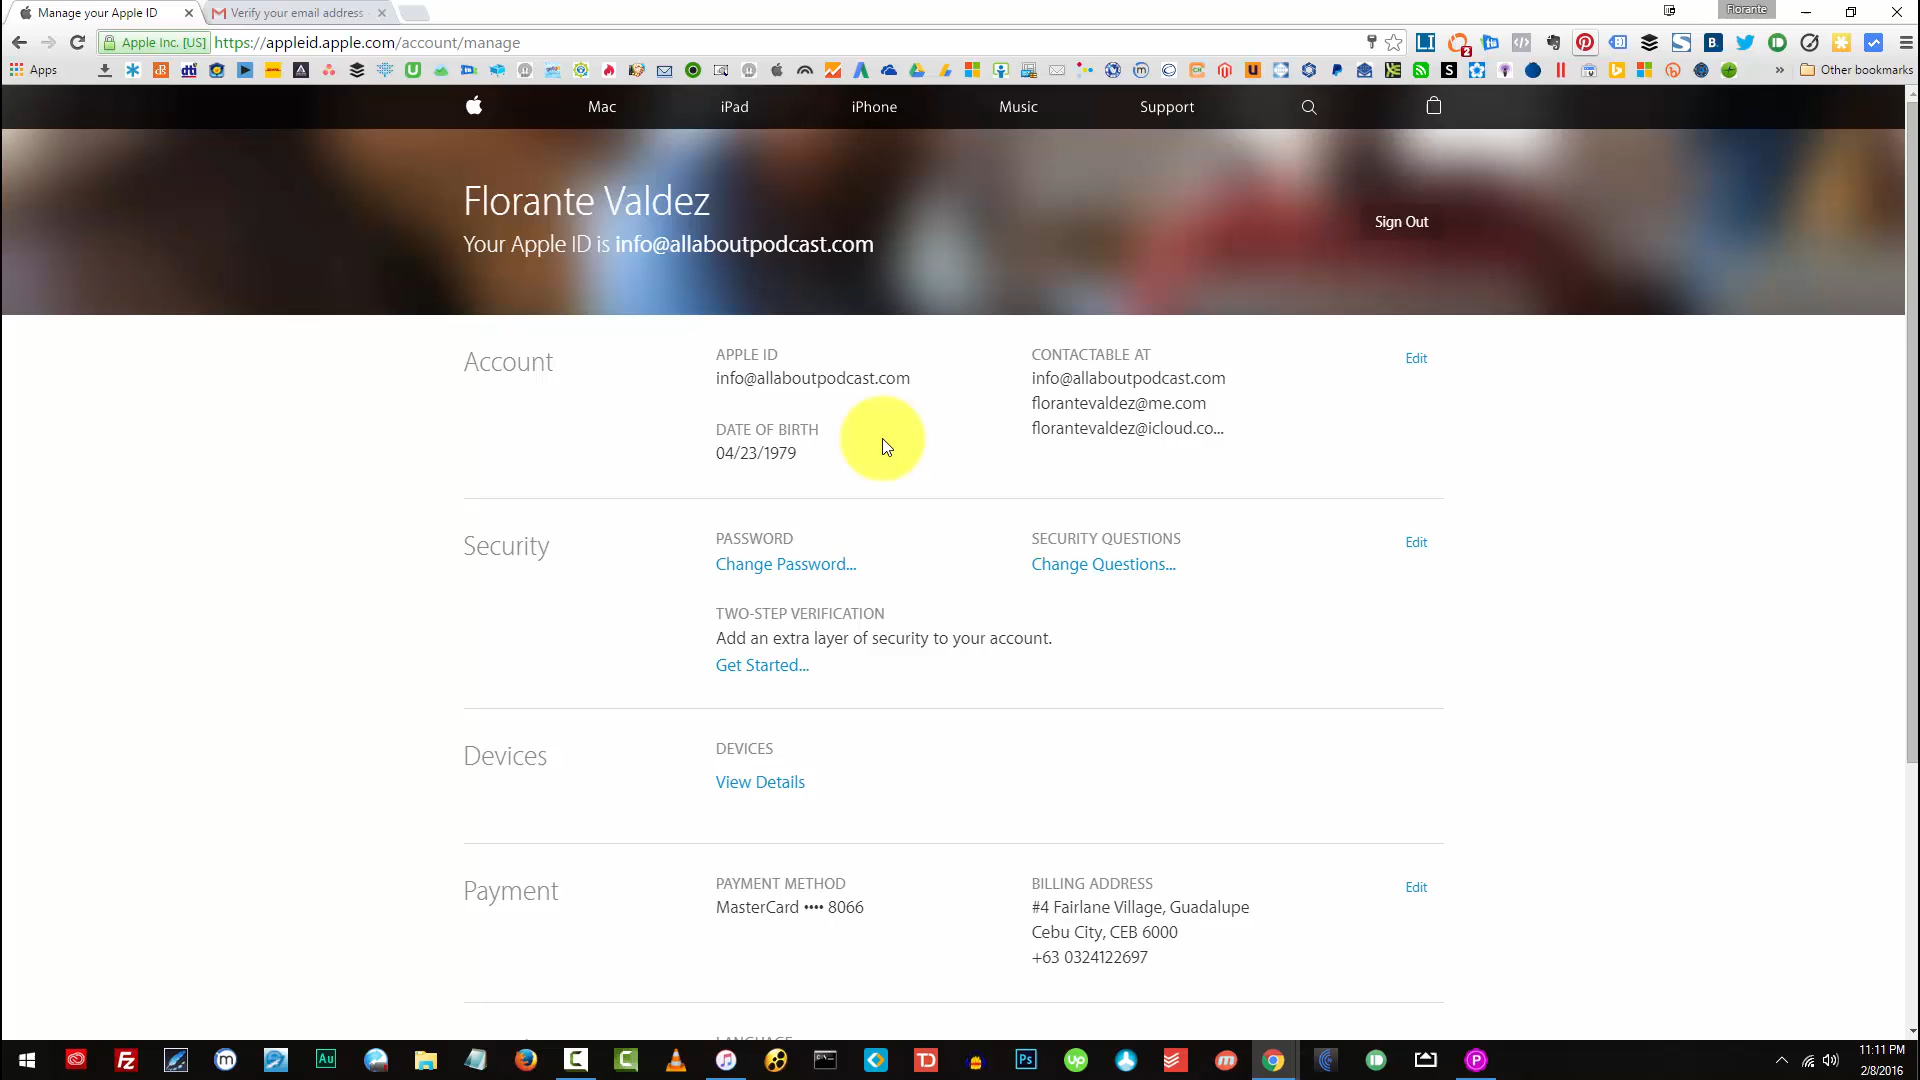 Manage your Apple ID
Verify your email address
Florante
Apple Inc. [US]
https://appleid.apple.com/account/manage
Apps
Other bookmarks
Mac
iPad
iPhone
Music
Support
Florante Valdez
Your Apple ID is info@allaboutpodcast.com
Sign Out
Account
APPLE ID
info@allaboutpodcast.com
DATE OF BIRTH
04/23/1979
CONTACTABLE AT
info@allaboutpodcast.com
florantevaldez@me.com
florantevaldez@icloud.co...
Edit
Security
PASSWORD
Change Password...
SECURITY QUESTIONS
Change Questions...
Edit
TWO-STEP VERIFICATION
Add an extra layer of security to your account.
Get Started...
Devices
DEVICES
View Details
Payment
PAYMENT METHOD
MasterCard •••• 8066
BILLING ADDRESS
#4 Fairlane Village, Guadalupe
Cebu City, CEB 6000
+63 0324122697
Edit
LANGUAGE
11:11 PM
2/8/2016